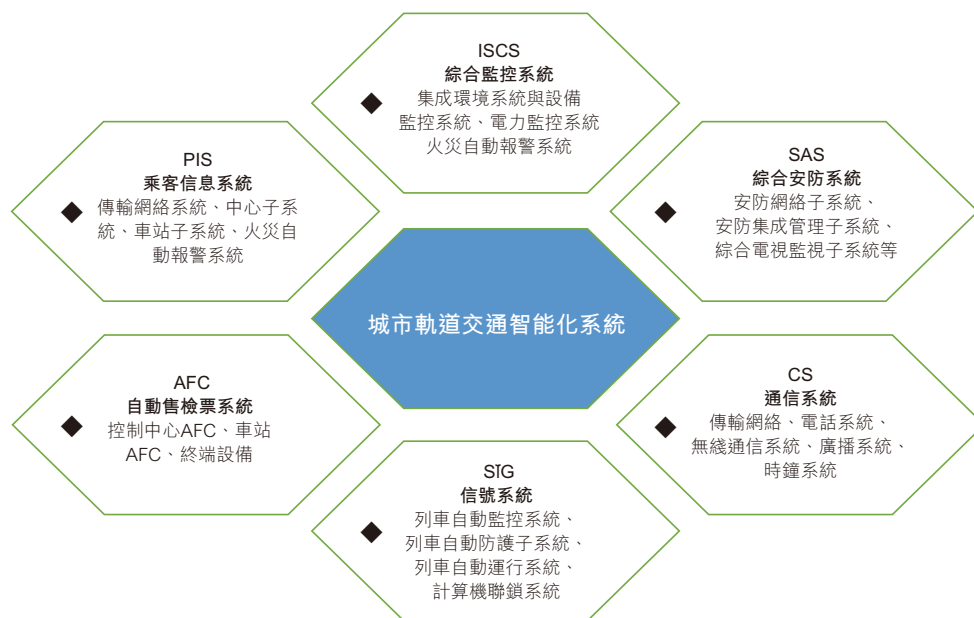 ISCS
綜合監控系統
集成環境系統與設備
監控系統、電力監控系統
火災自動報警系統
PIS
乘客信息系統
傳輸網絡系統、中心子系
統、車站子系統、火災自
動報警系統
SAS
綜合安防系統
安防網絡子系統、
安防集成管理子系統、
綜合電視監視子系統等
城市軌道交通智能化系統
AFC
自動售檢票系統
控制中心AFC、車站
AFC、終端設備
CS
通信系統
傳輸網絡、電話系統、
無綫通信系統、廣播系統、
時鐘系統
SIG
信號系統
列車自動監控系統、
列車自動防護子系統、
列車自動運行系統、
計算機聯鎖系統